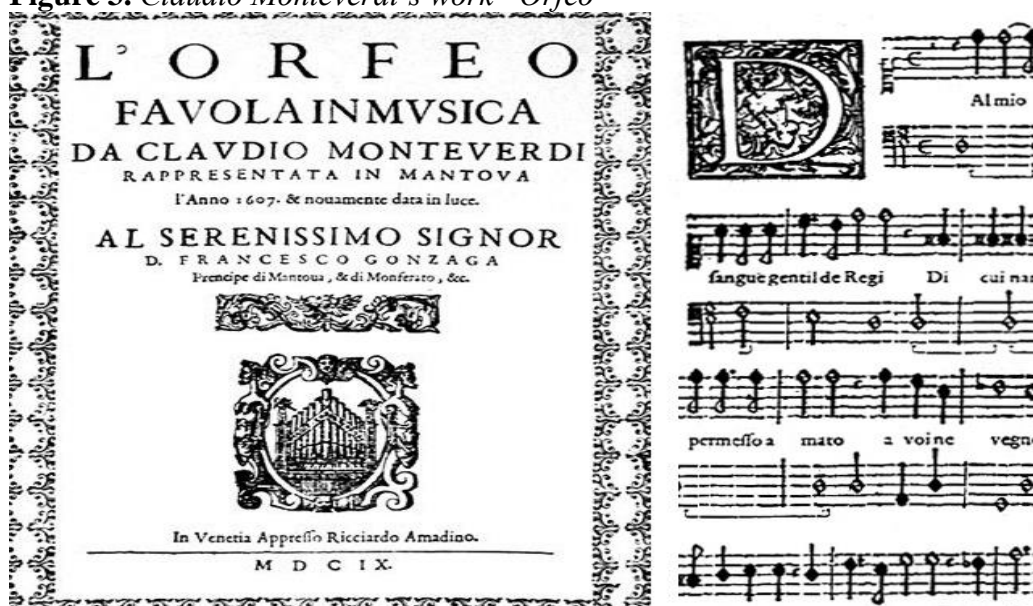 Figure Claudio Monteverdi's work "Orfeo"
L'ORFEO
FAVOLA IN MVSICA
DA CLAVDIO MONTEVERDI
RAPPRESENTATA IN MANTOVA
l'Anno 1607. & nouamente data in luce.
AL SERENISSIMO SIGNOR
D. FRANCESCO GONZAGA
Prencipe di Mantoua, & di Monferato, &c.
In Venetia Appreſſo Ricciardo Amadino.
M D C IX.
D
Al mio
ſangue gentil de Regi Di cui nar
permeſſo a mato a voi ne vegn